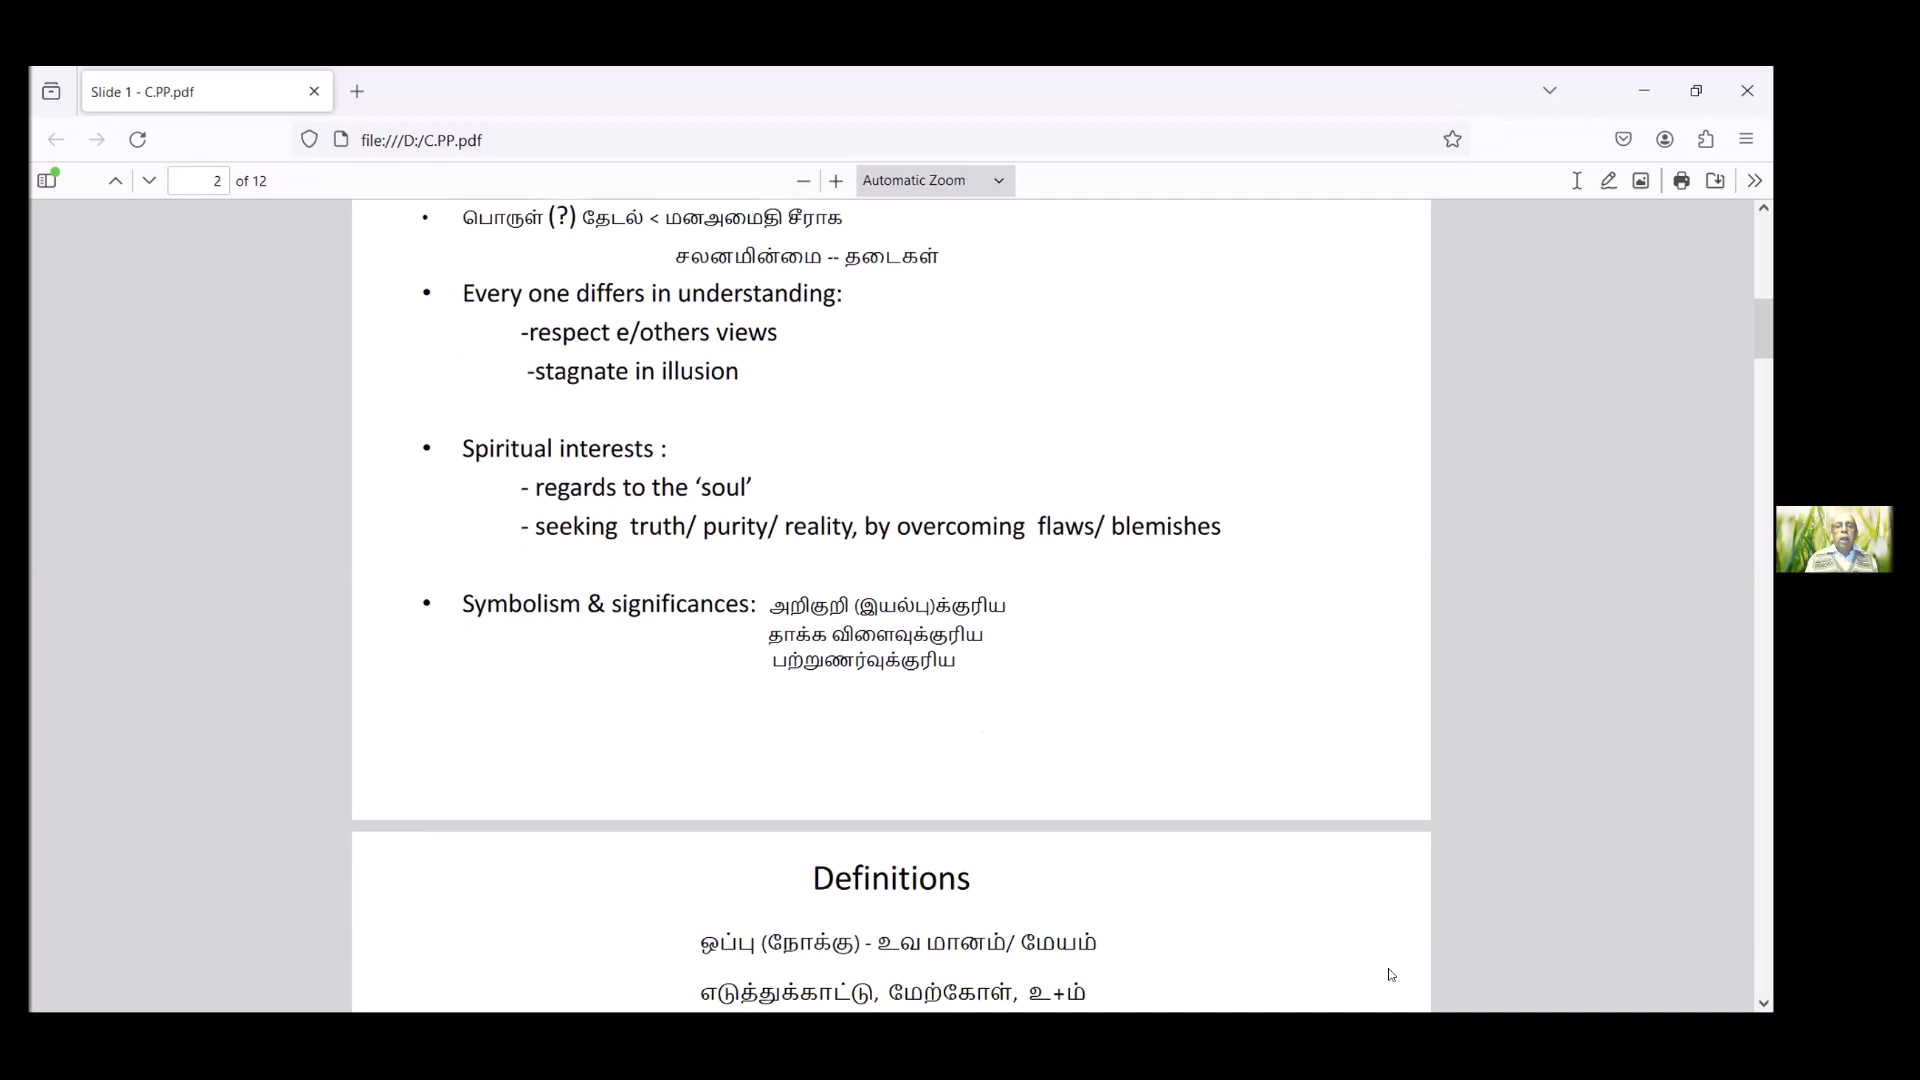 Slide 1 - C.PP.pdf
file:///D:/C.PP.pdf
2 of 12
Automatic Zoom
• பொருள் (?) தேடல் < மனஅமைதி சீராக
சலனமின்மை -- தடைகள்
• Every one differs in understanding:
-respect e/others views
-stagnate in illusion
• Spiritual interests :
- regards to the ‘soul’
- seeking truth/ purity/ reality, by overcoming flaws/ blemishes
• Symbolism & significances: அறிகுறி (இயல்பு)க்குரிய
தாக்க விளைவுக்குரிய
பற்றுணர்வுக்குரிய
Definitions
ஒப்பு (நோக்கு) - உவ மானம்/ மேயம்
எடுத்துக்காட்டு, மேற்கோள், உ+ம்